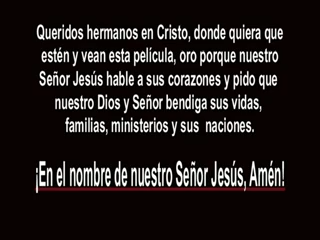 Queridos hermanos en Cristo, donde quiera que
estén y vean esta película, oro porque nuestro
Señor Jesús hable a sus corazones y pido que
nuestro Dios y Señor bendiga sus vidas,
familias, ministerios y sus naciones.
¡En el nombre de nuestro Señor Jesús, Amén!